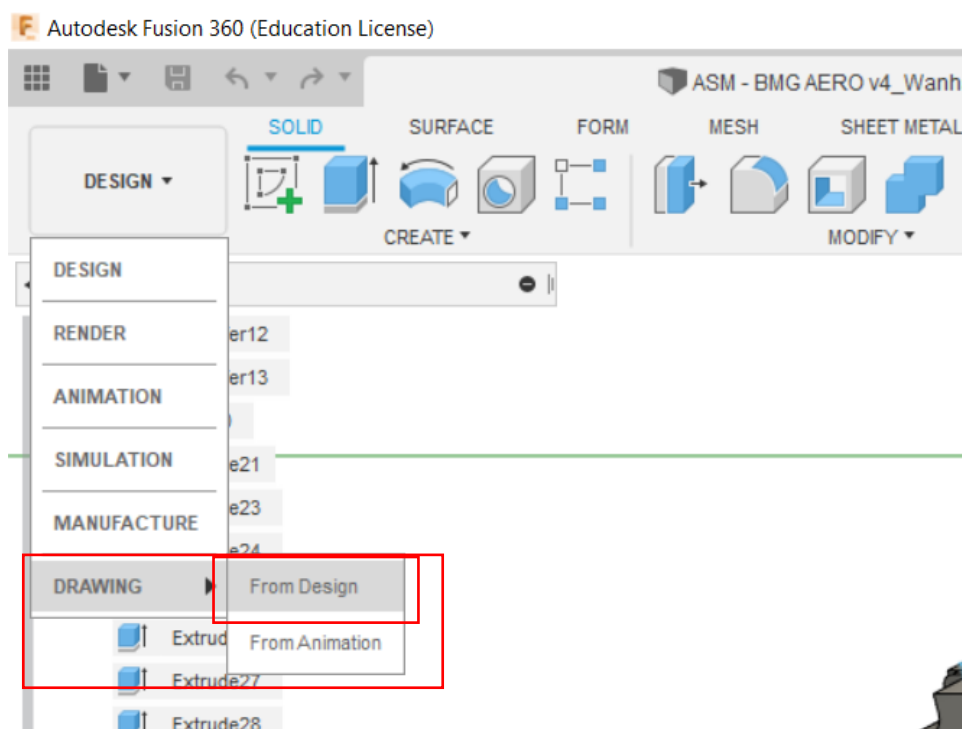 Autodesk Fusion 360 (Education License)
ASM - BMG AERO v4_Wanh
SOLID SURFACE FORM MESH SHEET METAL
DESIGN
CREATE MODIFY
DESIGN
RENDER
er12
er13
ANIMATION
SIMULATION
e21
e23
MANUFACTURE
e24
DRAWING
From Design
Extrud
From Animation
Extrude27
Extrude28